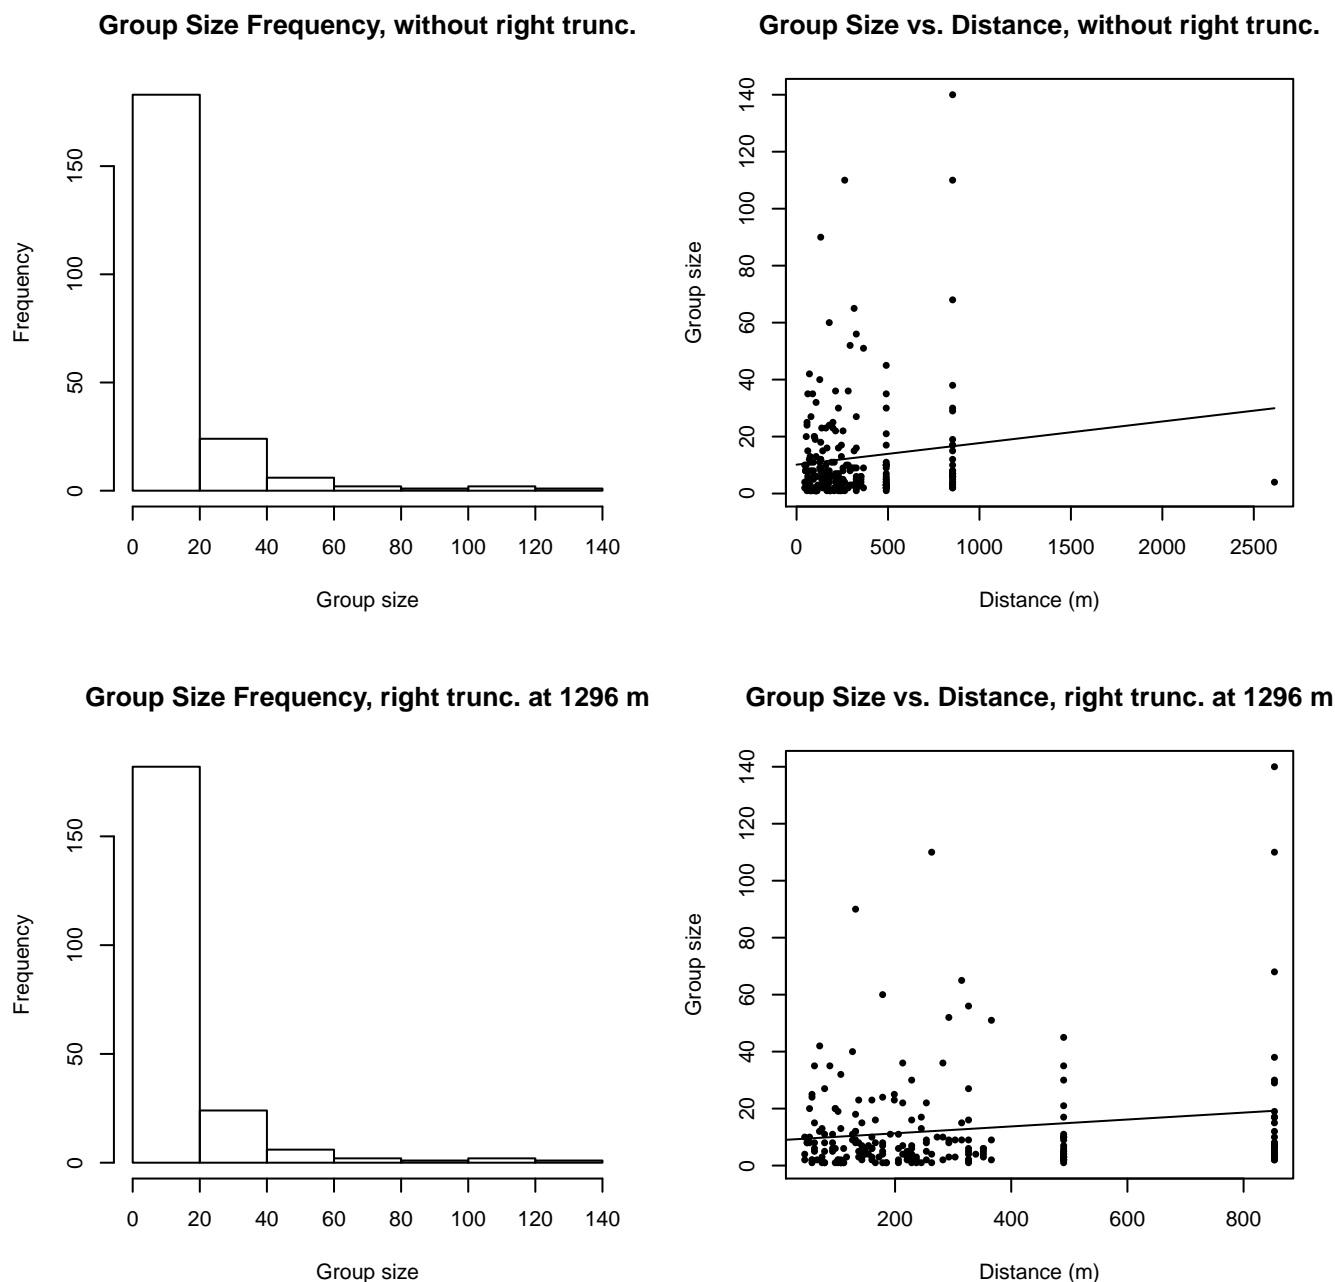 Group Size Frequency, without right trunc.
Frequency
0 50 100 150
0 20 40 60 80 100 120 140
Group size
Group Size vs. Distance, without right trunc.
Group size
0 20 40 60 80 100 120 140
0 500 1000 1500 2000 2500
Distance (m)
Group Size Frequency, right trunc. at 1296 m
Frequency
0 50 100 150
0 20 40 60 80 100 120 140
Group size
Group Size vs. Distance, right trunc. at 1296 m
Group size
0 20 40 60 80 100 120 140
200 400 600 800
Distance (m)